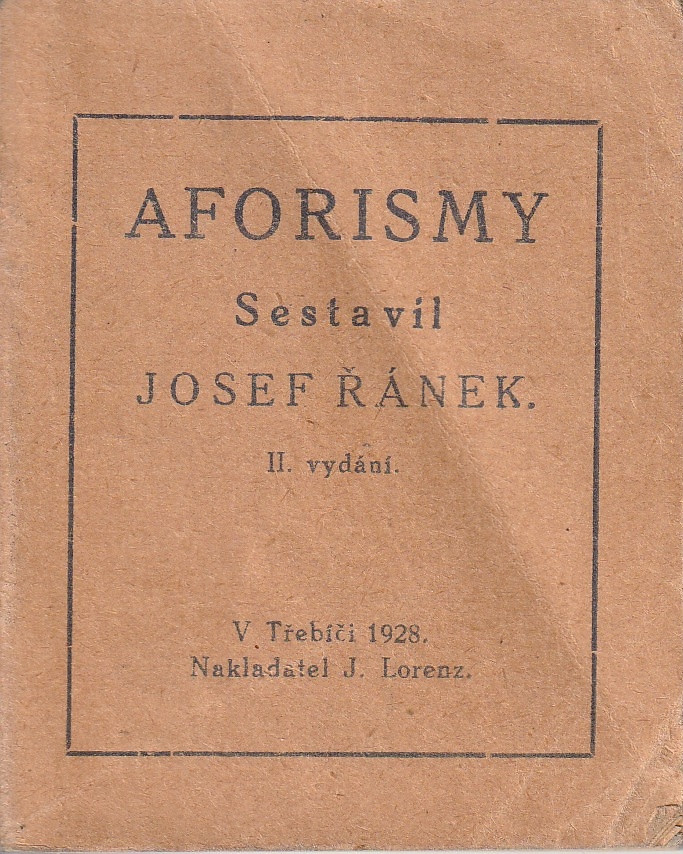 AFORISMY
Sestavil
JOSEF ŘÁNEK.
II. vydání.
V Třebíči 1928.
Nakladatel J. Lorenz.